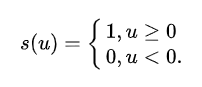 s(u) = { 1, u ≥ 0
0, u < 0.